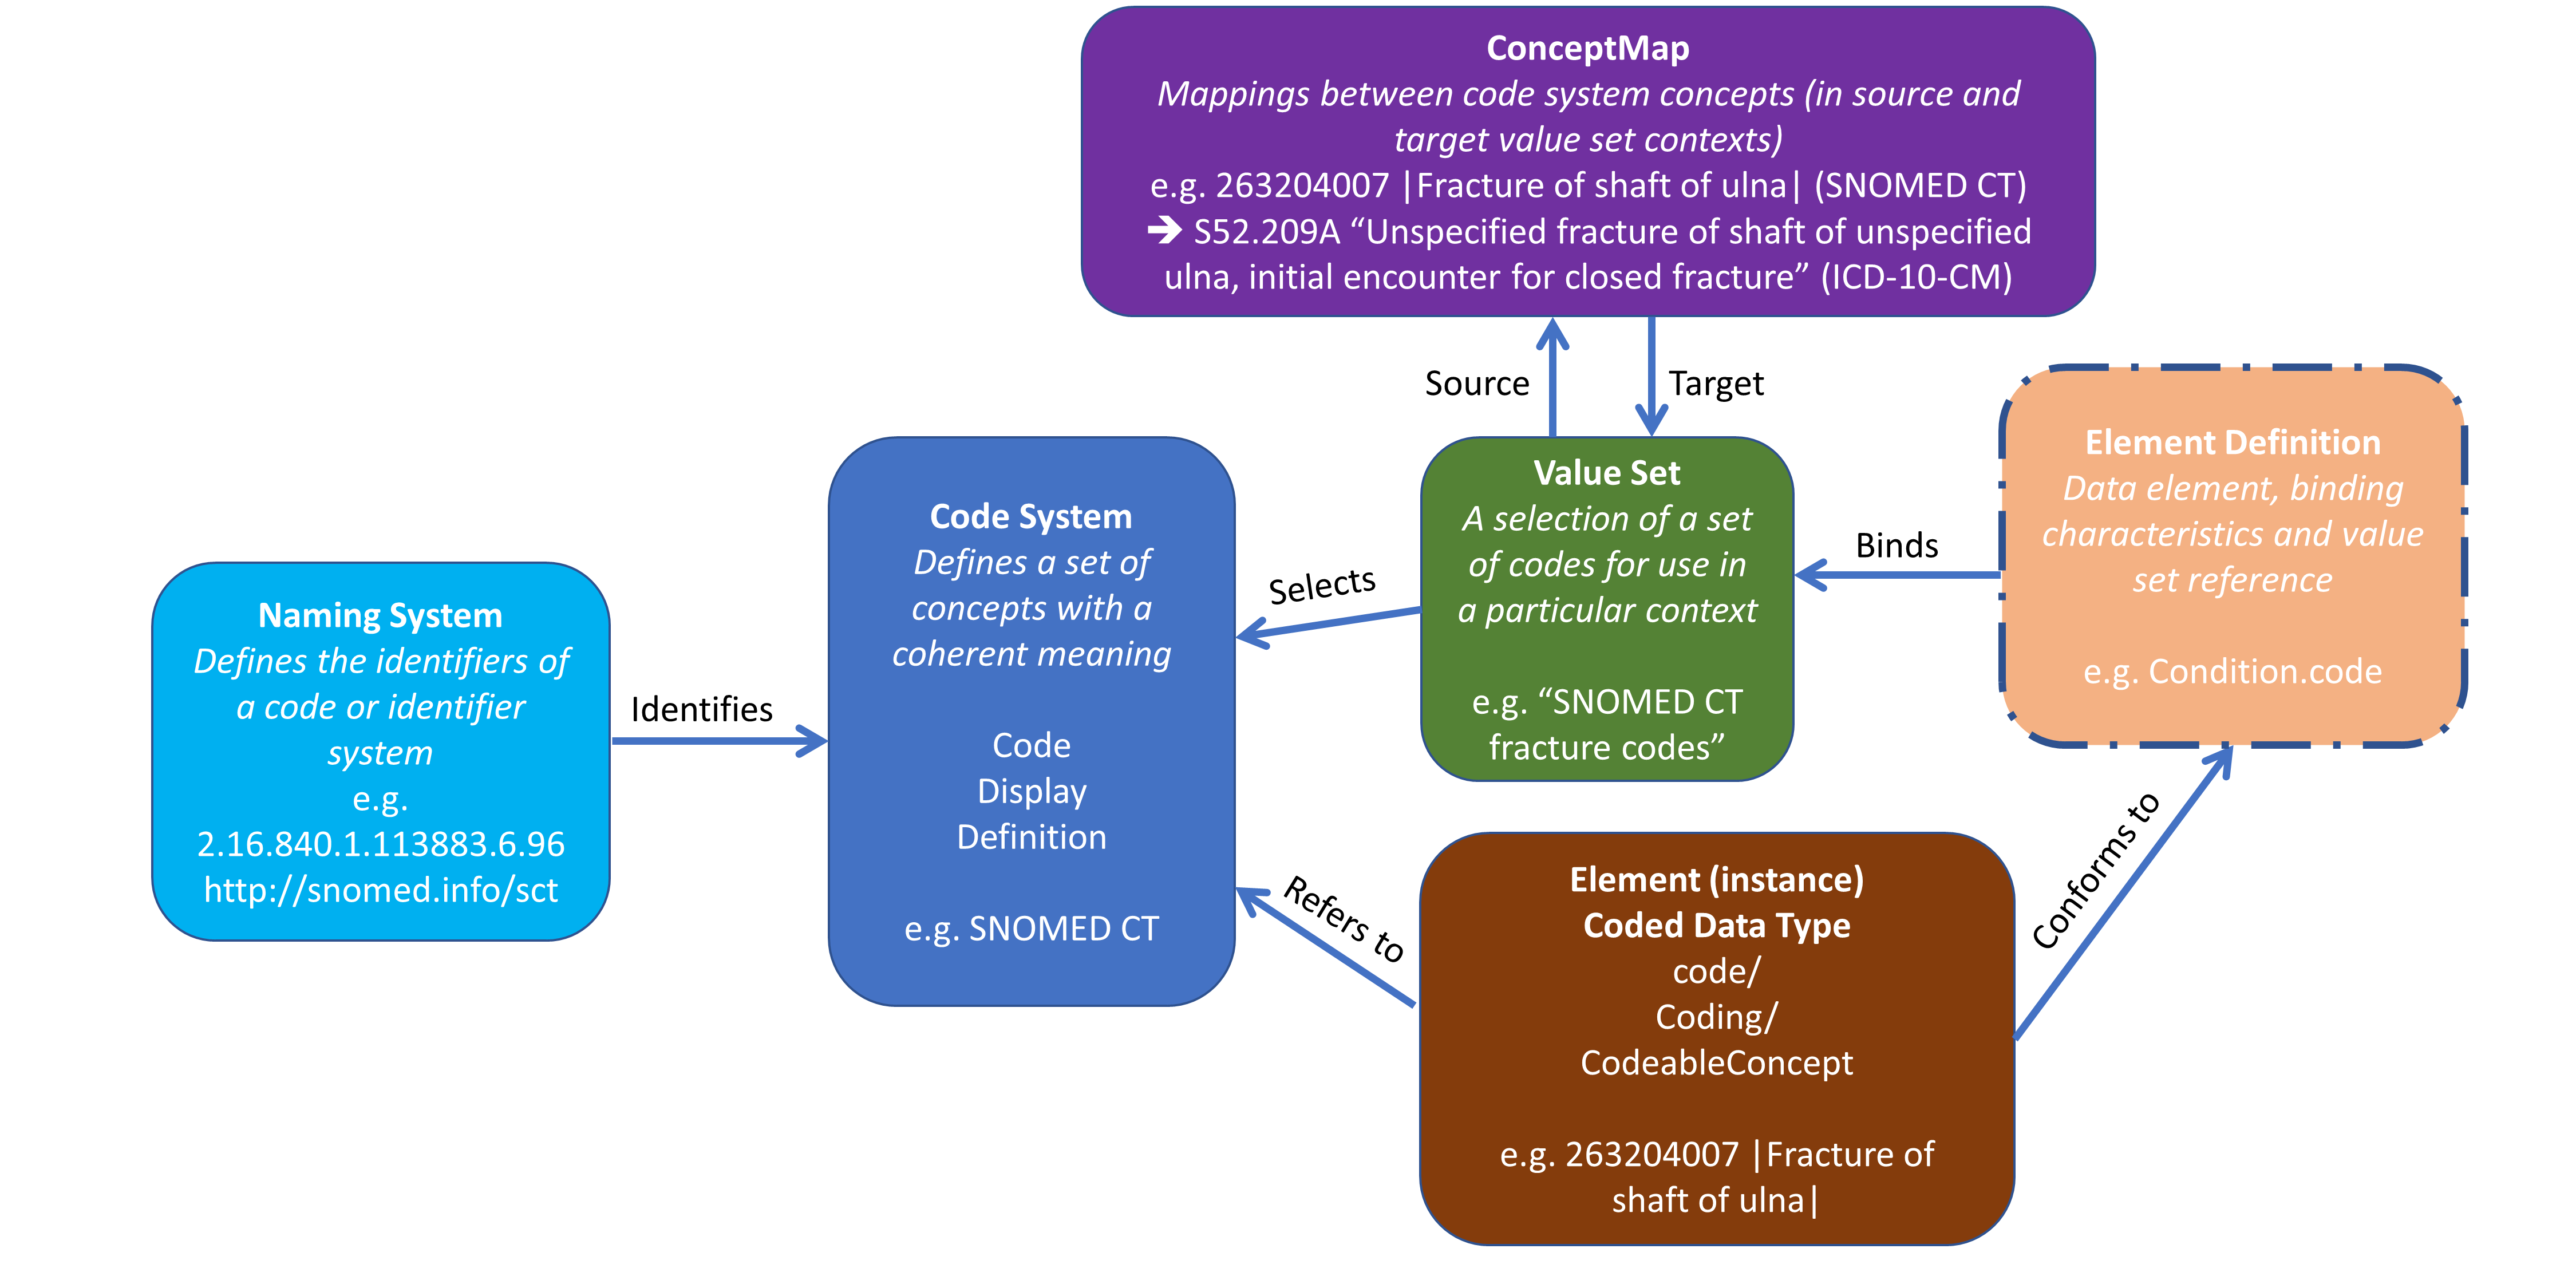 ConceptMap
Mappings between code system concepts (in source and
target value set contexts)
e.g. 263204007 |Fracture of shaft of ulna| (SNOMED CT)
🡺 S52.209A “Unspecified fracture of shaft of unspecified
ulna, initial encounter for closed fracture” (ICD-10-CM)
Source
Target
Naming System
Defines the identifiers of
a code or identifier
system
e.g.
2.16.840.1.113883.6.96
http://snomed.info/sct
Identifies
Code System
Defines a set of
concepts with a
coherent meaning
Code
Display
Definition
e.g. SNOMED CT
Selects
Value Set
A selection of a set
of codes for use in
a particular context
e.g. “SNOMED CT
fracture codes”
Binds
Element Definition
Data element, binding
characteristics and value
set reference
e.g. Condition.code
Refers to
Element (instance)
Coded Data Type
code/
Coding/
CodeableConcept
e.g. 263204007 |Fracture of
shaft of ulna|
Conforms to